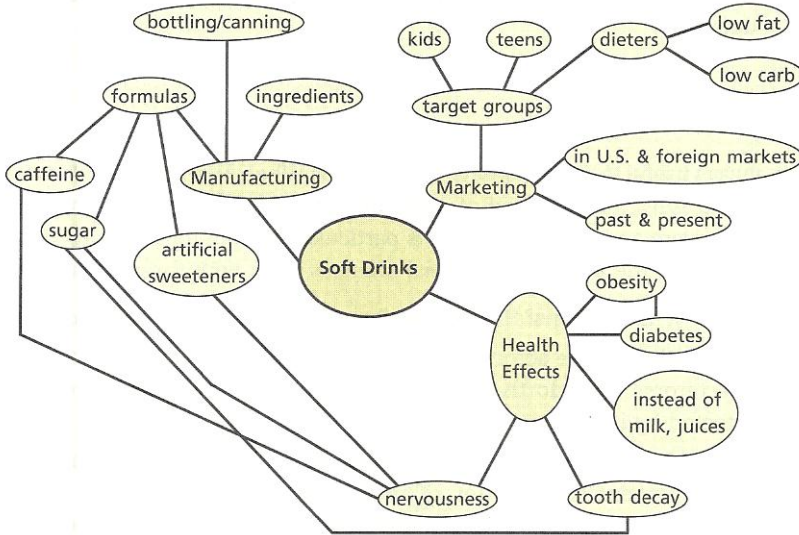 bottling/canning
kids
teens
dieters
low fat
low carb
formulas
ingredients
target groups
caffeine
Manufacturing
Marketing
in U.S. & foreign markets
past & present
sugar
artificial
sweeteners
Soft Drinks
obesity
diabetes
Health
Effects
instead of
milk, juices
nervousness
tooth decay